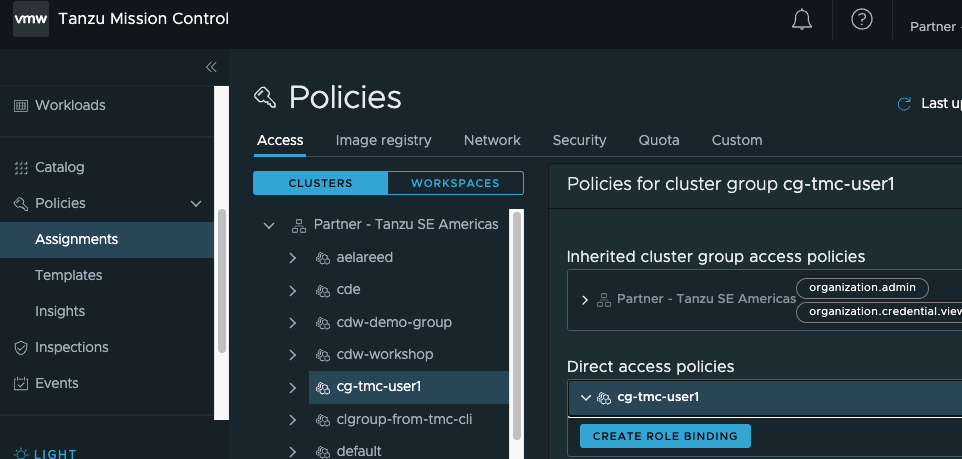 vmw Tanzu Mission Control
Partner -
Workloads
Catalog
Policies
Assignments
Templates
Insights
Inspections
Events
LIGHT
Policies
Last up
Access Image registry Network Security Quota Custom
CLUSTERS WORKSPACES
Partner - Tanzu SE Americas
aelareed
cde
cdw-demo-group
cdw-workshop
cg-tmc-user1
clgroup-from-tmc-cli
default
Policies for cluster group cg-tmc-user1
Inherited cluster group access policies
Partner - Tanzu SE Americas organization.admin
organization.credential.view
Direct access policies
cg-tmc-user1
CREATE ROLE BINDING